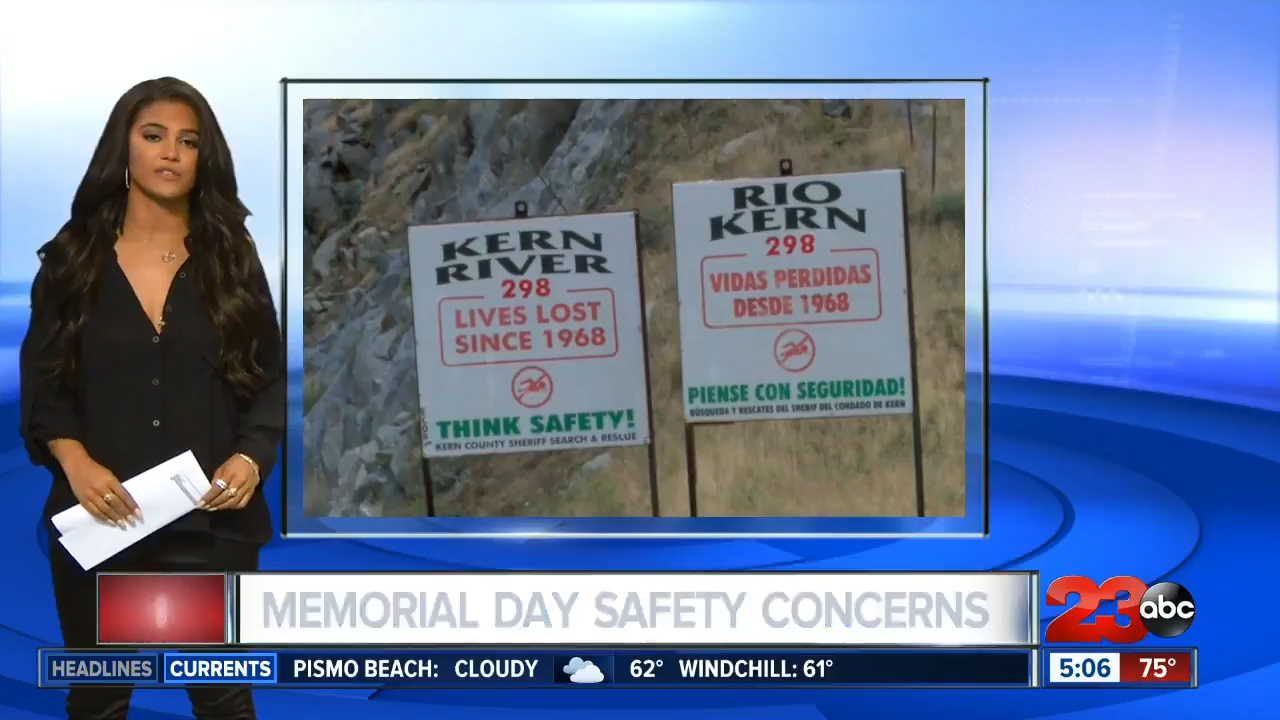 KERN
RIVER
298
LIVES LOST
SINCE 1968
THINK SAFETY!
KERN COUNTY SHERIFF SEARCH & RESCUE
RIO
KERN
298
VIDAS PERDIDAS
DESDE 1968
PIENSE CON SEGURIDAD!
BÚSQUEDA Y RESCATES DEL SHERIF DEL CONDADO DE KERN
MEMORIAL DAY SAFETY CONCERNS
23 abc
HEADLINES CURRENTS PISMO BEACH: CLOUDY 62° WINDCHILL: 61°
5:06 75°